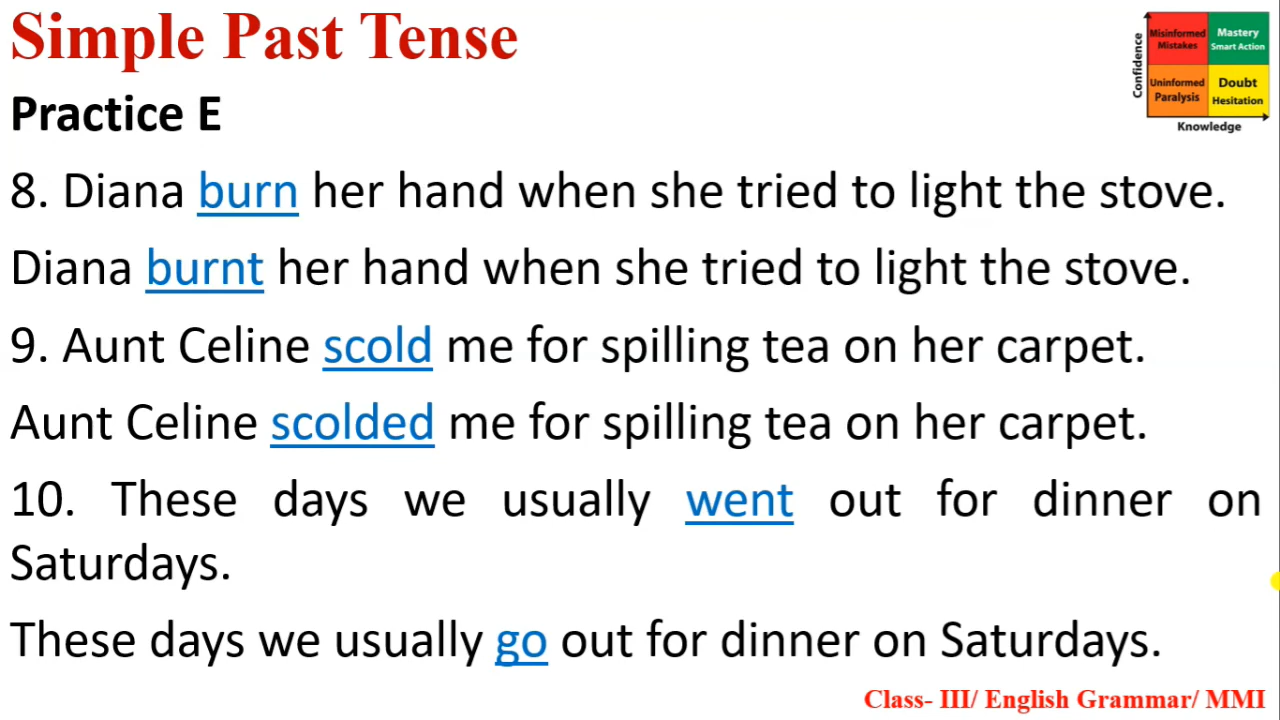 Simple Past Tense
Practice E
8. Diana burn her hand when she tried to light the stove.
Diana burnt her hand when she tried to light the stove.
9. Aunt Celine scold me for spilling tea on her carpet.
Aunt Celine scolded me for spilling tea on her carpet.
10. These days we usually went out for dinner on
Saturdays.
These days we usually go out for dinner on Saturdays.
Confidence
Misinformed
Mistakes
Mastery
Smart Action
Uninformed
Paralysis
Doubt
Hesitation
Knowledge
Class- III/ English Grammar/ MMI